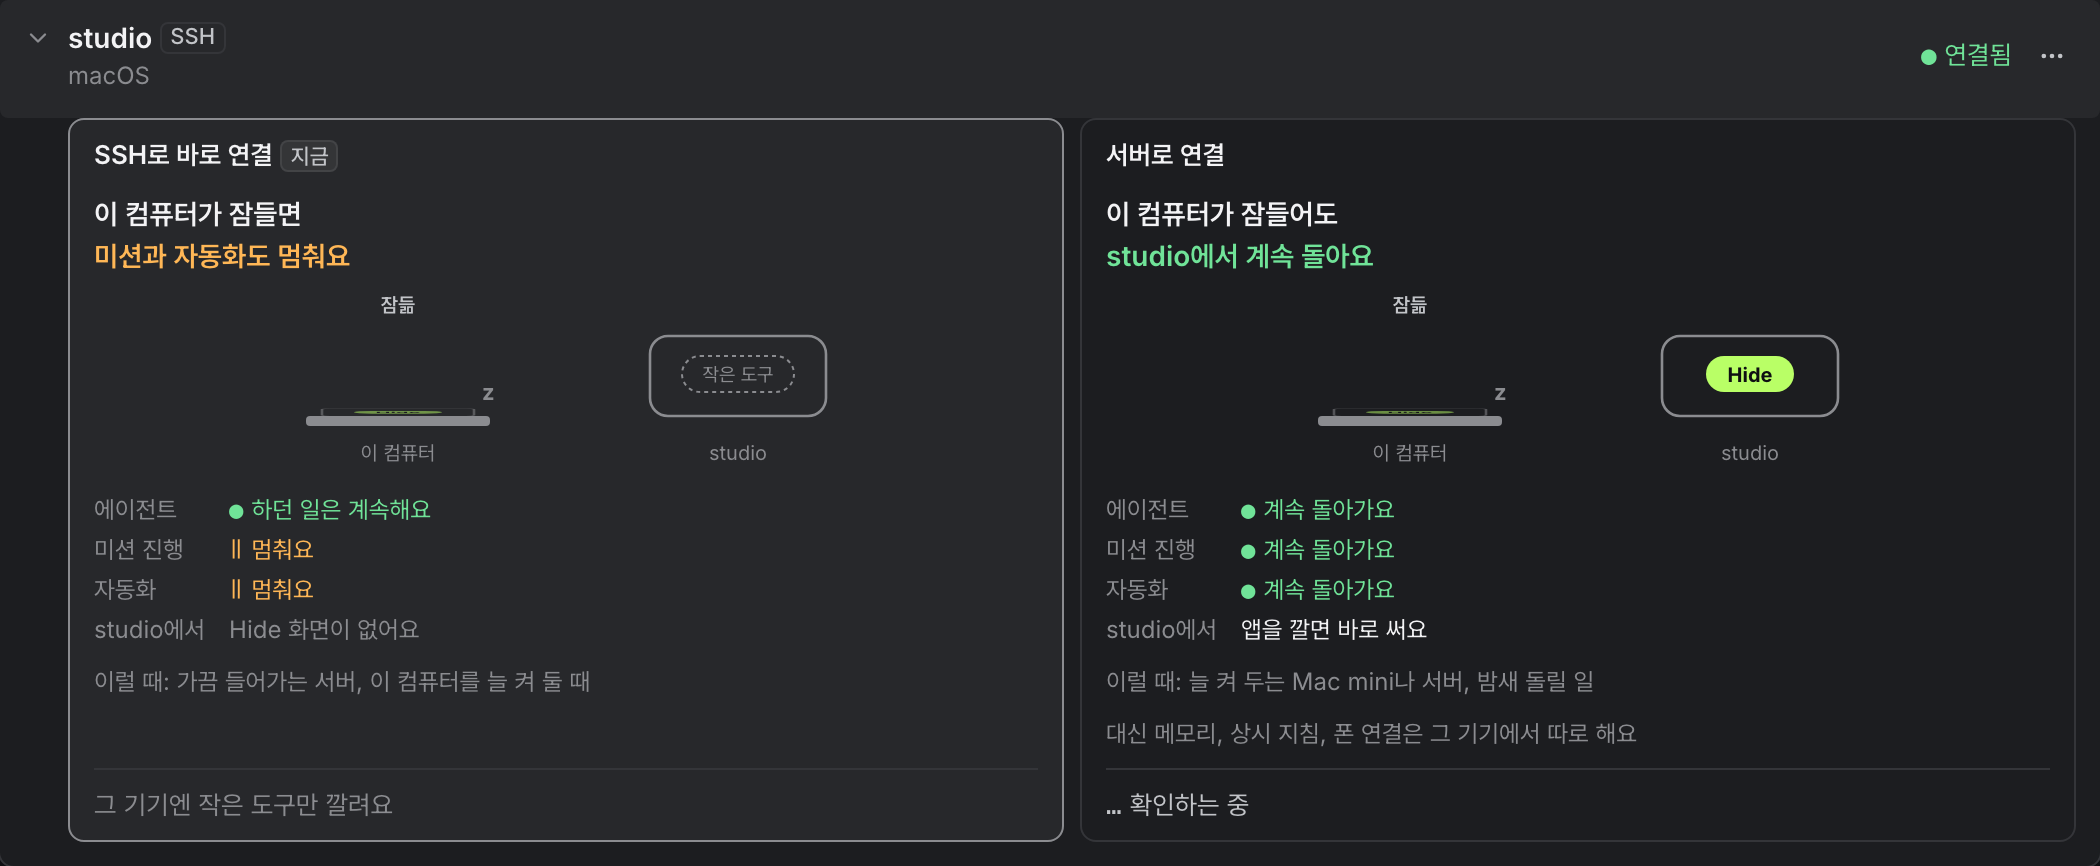 studio SSH
macOS
연결됨
SSH로 바로 연결 지금
이 컴퓨터가 잠들면
미션과 자동화도 멈춰요
잠듦
z
작은 도구
이 컴퓨터
studio
에이전트 하던 일은 계속해요
미션 진행 멈춰요
자동화 멈춰요
studio에서 Hide 화면이 없어요
이럴 때: 가끔 들어가는 서버, 이 컴퓨터를 늘 켜 둘 때
그 기기엔 작은 도구만 깔려요
서버로 연결
이 컴퓨터가 잠들어도
studio에서 계속 돌아요
잠듦
z
Hide
이 컴퓨터
studio
에이전트 계속 돌아가요
미션 진행 계속 돌아가요
자동화 계속 돌아가요
studio에서 앱을 깔면 바로 써요
이럴 때: 늘 켜 두는 Mac mini나 서버, 밤새 돌릴 일
대신 메모리, 상시 지침, 폰 연결은 그 기기에서 따로 해요
… 확인하는 중